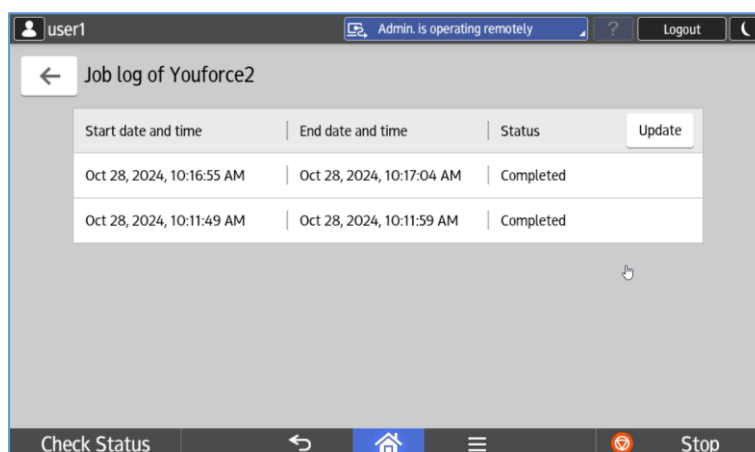 user1 Admin. is operating remotely ? Logout
Job log of Youforce2
Start date and time End date and time Status Update
Oct 28, 2024, 10:16:55 AM Oct 28, 2024, 10:17:04 AM Completed
Oct 28, 2024, 10:11:49 AM Oct 28, 2024, 10:11:59 AM Completed
Check Status Stop